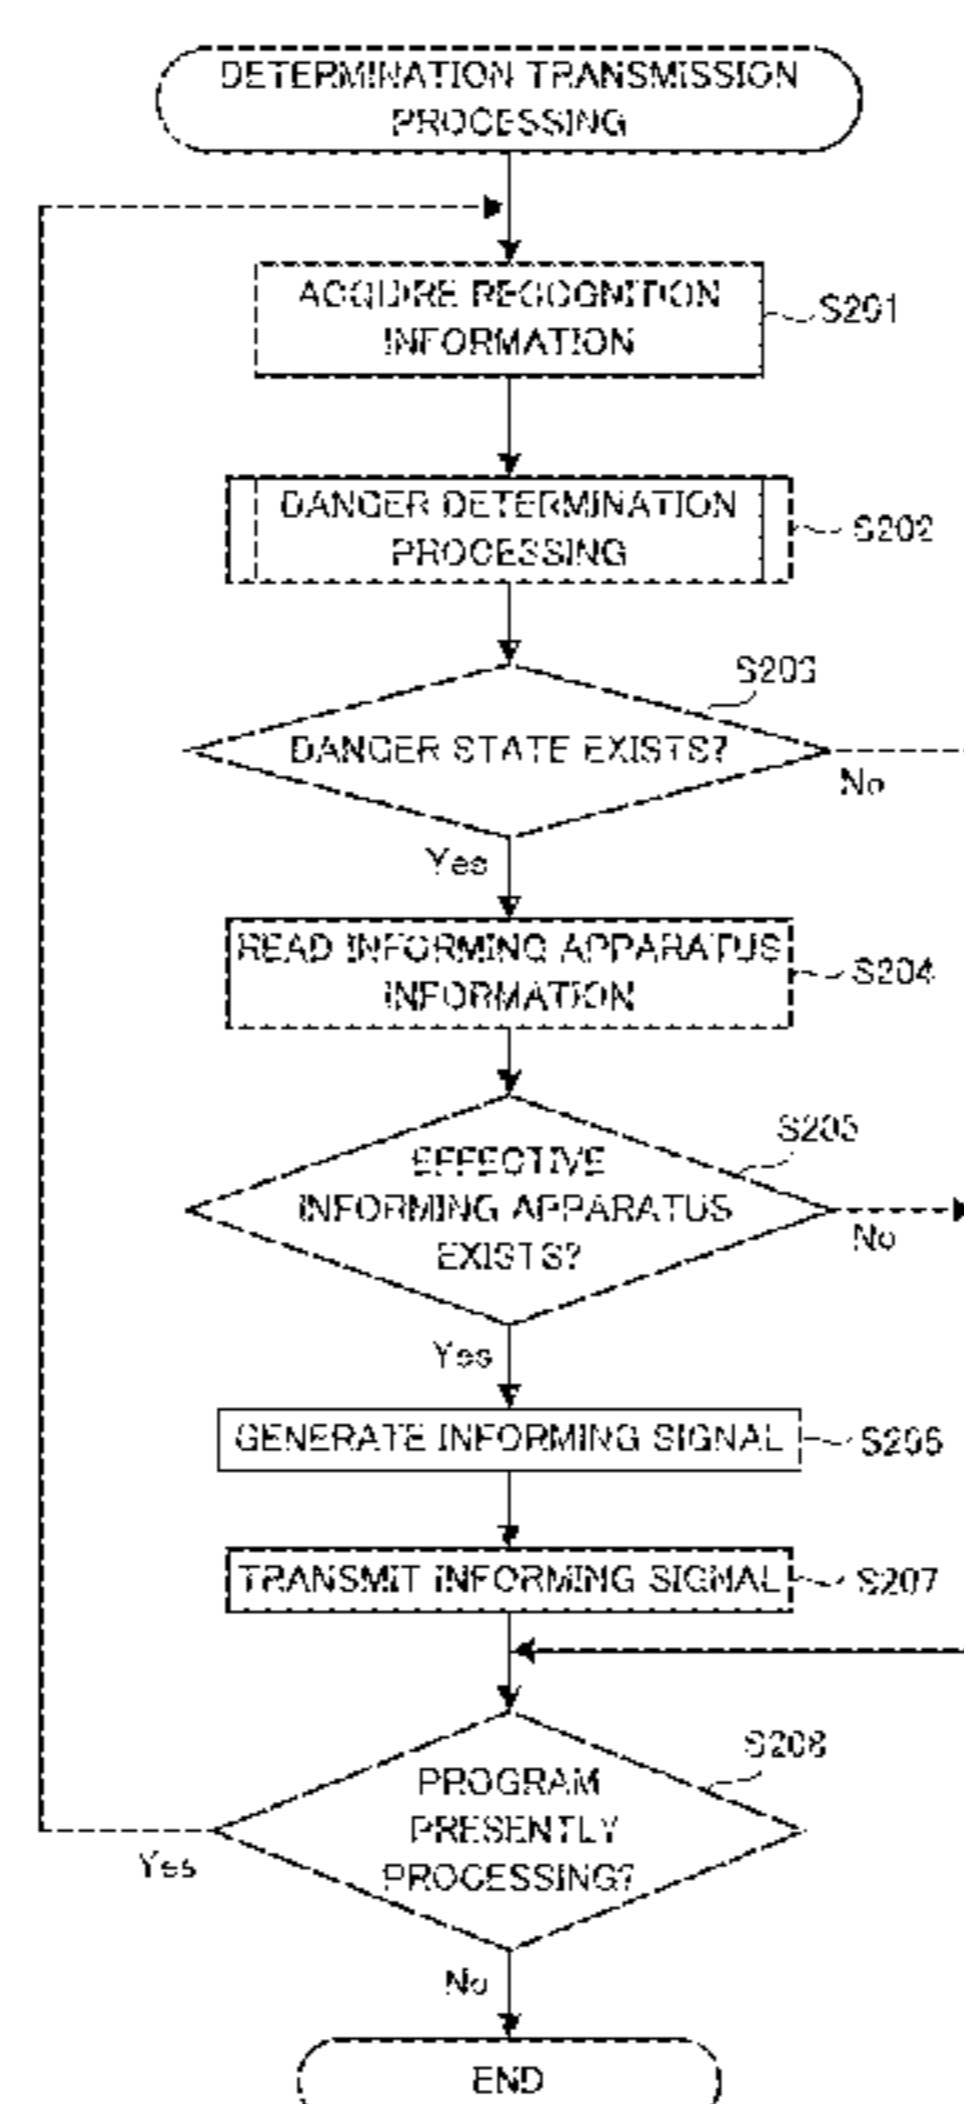 DETERMINATION TRANSMISSION
PROCESSING
ACQUIRE RECOGNITION
INFORMATION
S201
DANGER DETERMINATION
PROCESSING
S202
S203
DANGER STATE EXISTS?
No
Yes
READ INFORMING APPARATUS
INFORMATION
S204
S205
EFFECTIVE
INFORMING APPARATUS
EXISTS?
No
Yes
GENERATE INFORMING SIGNAL
S206
TRANSMIT INFORMING SIGNAL
S207
S208
PROGRAM
PRESENTLY
PROCESSING?
Yes
No
END